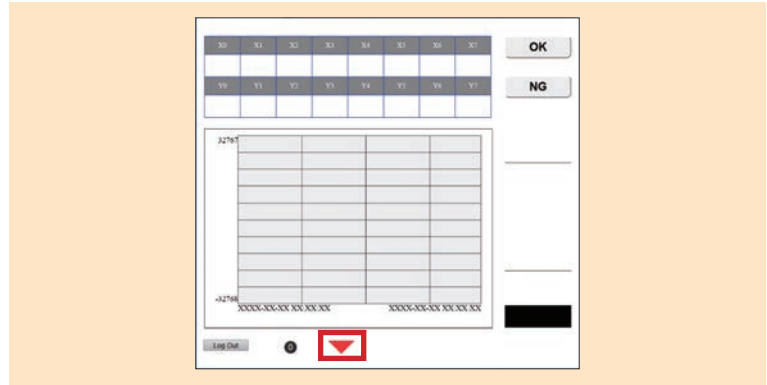 X0 X1 X2 X3 X4 X5 X6 X7
OK
Y0 Y1 Y2 Y3 Y4 Y5 Y6 Y7
NG
32767
-32768
XXXX-XX-XX XX:XX:XX XXXX-XX-XX XX:XX:XX
Log Out 0